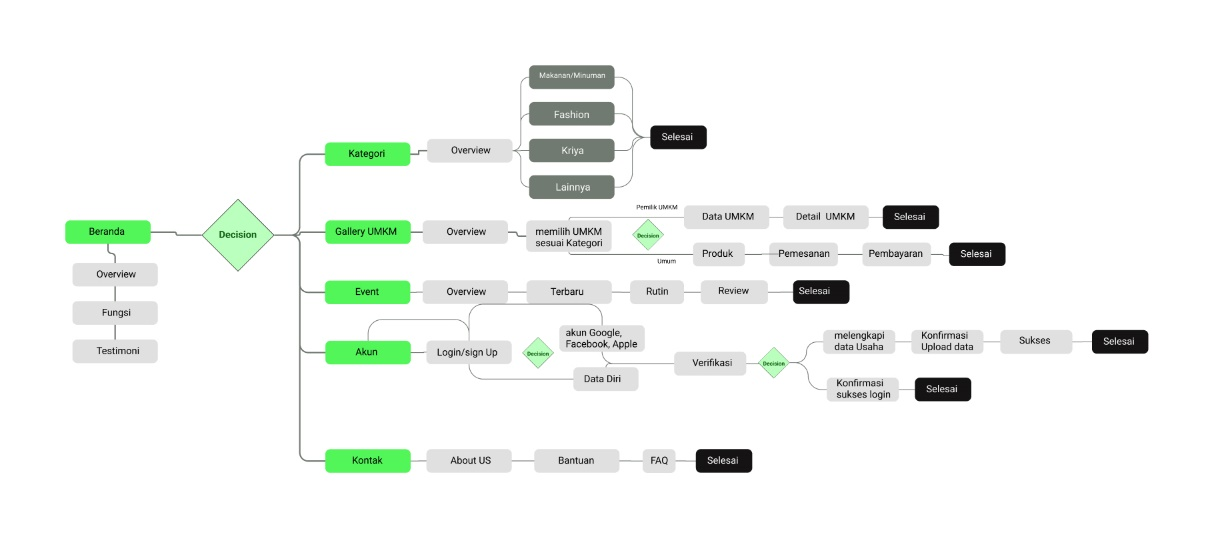 Beranda
Overview
Fungsi
Testimoni
Decision
Kategori
Overview
Makanan/Minuman
Fashion
Kriya
Lainnya
Selesai
Gallery UMKM
Overview
memilih UMKM
sesuai Kategori
Decision
Pemilik UMKM
Data UMKM
Detail UMKM
Selesai
Umum
Produk
Pemesanan
Pembayaran
Selesai
Event
Overview
Terbaru
Rutin
Review
Selesai
Akun
Login/sign Up
Decision
akun Google,
Facebook, Apple
Data Diri
Verifikasi
Decision
melengkapi
data Usaha
Konfirmasi
Upload data
Sukses
Selesai
Konfirmasi
sukses login
Selesai
Kontak
About US
Bantuan
FAQ
Selesai